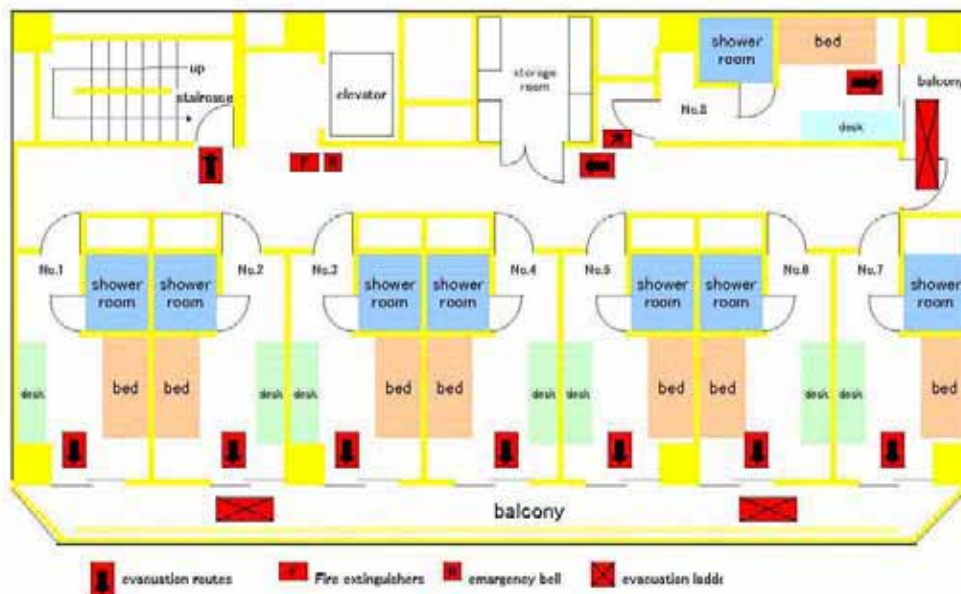 up
staircase
elevator
storage
room
shower
room
bed
No.8
desk
balcony
F
No.1
shower
room
shower
room
No.2
No.3
shower
room
shower
room
No.4
No.5
shower
room
shower
room
No.6
No.7
shower
room
desk
bed
bed
desk
desk
bed
bed
desk
desk
bed
bed
desk
desk
bed
balcony
evacuation routes
F
Fire extinguishers
emargency bell
evacuation ladde